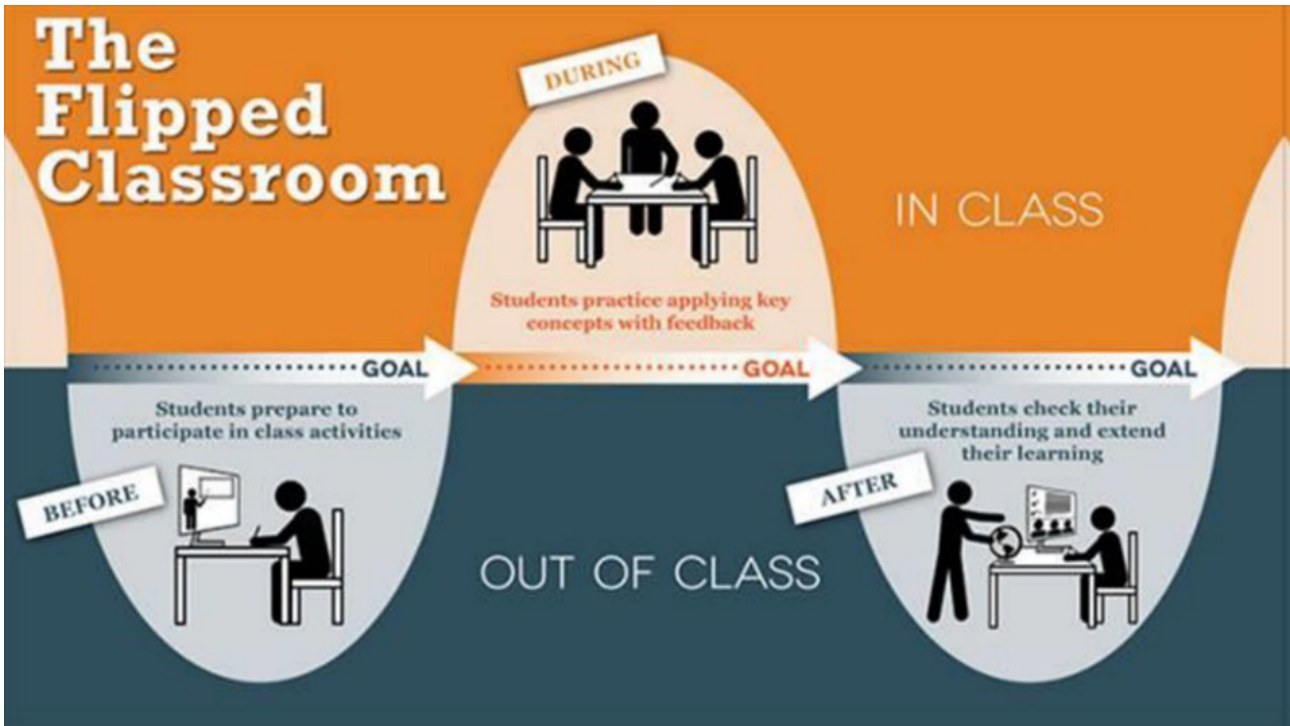 The
Flipped
Classroom
DURING
IN CLASS
Students practice applying key
concepts with feedback
GOAL
GOAL
GOAL
Students prepare to
participate in class activities
BEFORE
OUT OF CLASS
Students check their
understanding and extend
their learning
AFTER